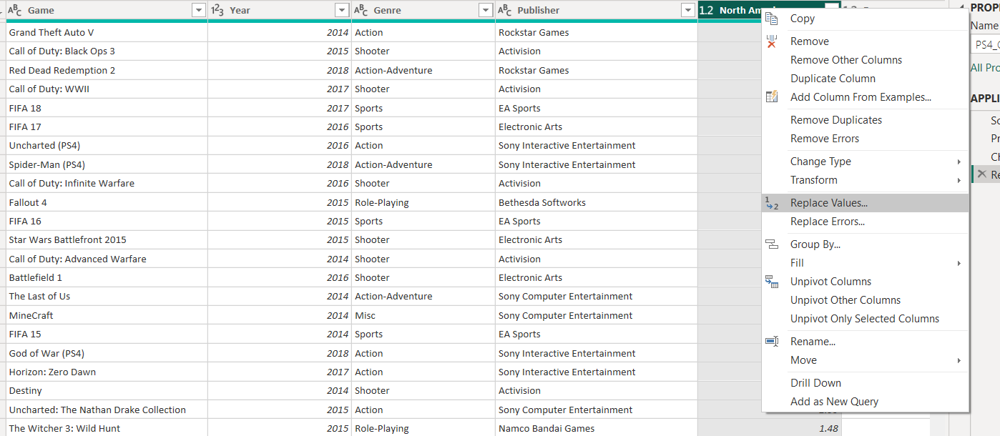 ABC Game 123 Year ABC Genre ABC Publisher 1.2 North
Grand Theft Auto V 2014 Action Rockstar Games
Call of Duty: Black Ops 3 2015 Shooter Activision
Red Dead Redemption 2 2018 Action-Adventure Rockstar Games
Call of Duty: WWII 2017 Shooter Activision
FIFA 18 2017 Sports EA Sports
FIFA 17 2016 Sports Electronic Arts
Uncharted (PS4) 2016 Action Sony Interactive Entertainment
Spider-Man (PS4) 2018 Action-Adventure Sony Interactive Entertainment
Call of Duty: Infinite Warfare 2016 Shooter Activision
Fallout 4 2015 Role-Playing Bethesda Softworks
FIFA 16 2015 Sports EA Sports
Star Wars Battlefront 2015 2015 Shooter Electronic Arts
Call of Duty: Advanced Warfare 2014 Shooter Activision
Battlefield 1 2016 Shooter Electronic Arts
The Last of Us 2014 Action-Adventure Sony Computer Entertainment
MineCraft 2014 Misc Sony Computer Entertainment
FIFA 15 2014 Sports EA Sports
God of War (PS4) 2018 Action Sony Interactive Entertainment
Horizon: Zero Dawn 2017 Action Sony Interactive Entertainment
Destiny 2014 Shooter Activision
Uncharted: The Nathan Drake Collection 2015 Action Sony Computer Entertainment
The Witcher 3: Wild Hunt 2015 Role-Playing Namco Bandai Games 1.48
Copy
Remove
Remove Other Columns
Duplicate Column
Add Column From Examples...
Remove Duplicates
Remove Errors
Change Type
Transform
1 2 Replace Values...
Replace Errors...
Group By...
Fill
Unpivot Columns
Unpivot Other Columns
Unpivot Only Selected Columns
Rename...
Move
Drill Down
Add as New Query
PROP
Name
PS4_
All Pro
APPLI
Pr
Re